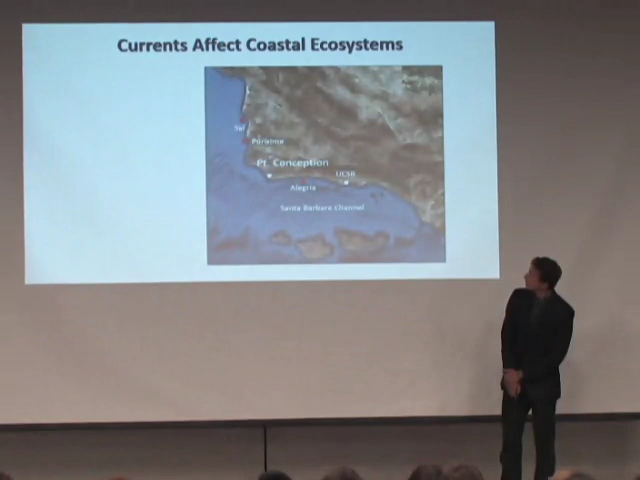 Currents Affect Coastal Ecosystems
Sal
Purisima
Pt. Conception
UCSB
Alegria
Santa Barbara Channel